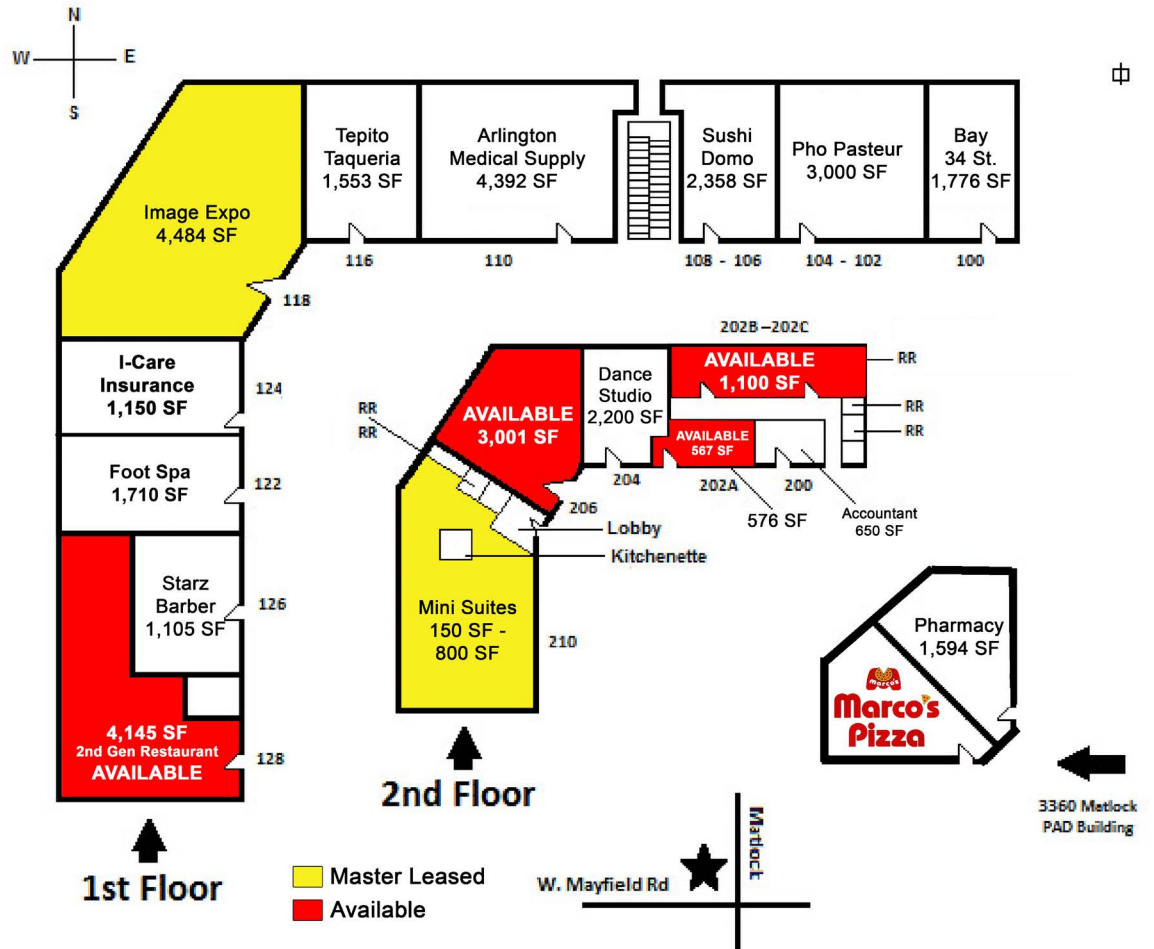 N
W
E
S
Tepito
Taqueria
1,553 SF
Arlington
Medical Supply
4,392 SF
Sushi
Domo
2,358 SF
Pho Pasteur
3,000 SF
Bay
34 St.
1,776 SF
Image Expo
4,484 SF
116
110
108 - 106
104 - 102
100
118
I-Care
Insurance
1,150 SF
124
Foot Spa
1,710 SF
122
Starz
Barber
1,105 SF
126
4,145 SF
2nd Gen Restaurant
AVAILABLE
128
1st Floor
202B-202C
AVAILABLE
1,100 SF
RR
RR
RR
Dance
Studio
2,200 SF
AVAILABLE
3,001 SF
RR
RR
AVAILABLE
567 SF
204
202A
200
206
576 SF
Accountant
650 SF
Lobby
Kitchenette
Mini Suites
150 SF -
800 SF
210
2nd Floor
Pharmacy
1,594 SF
Marco's
Marco's
Pizza
3360 Matlock
PAD Building
Master Leased
Available
W. Mayfield Rd
Matlock